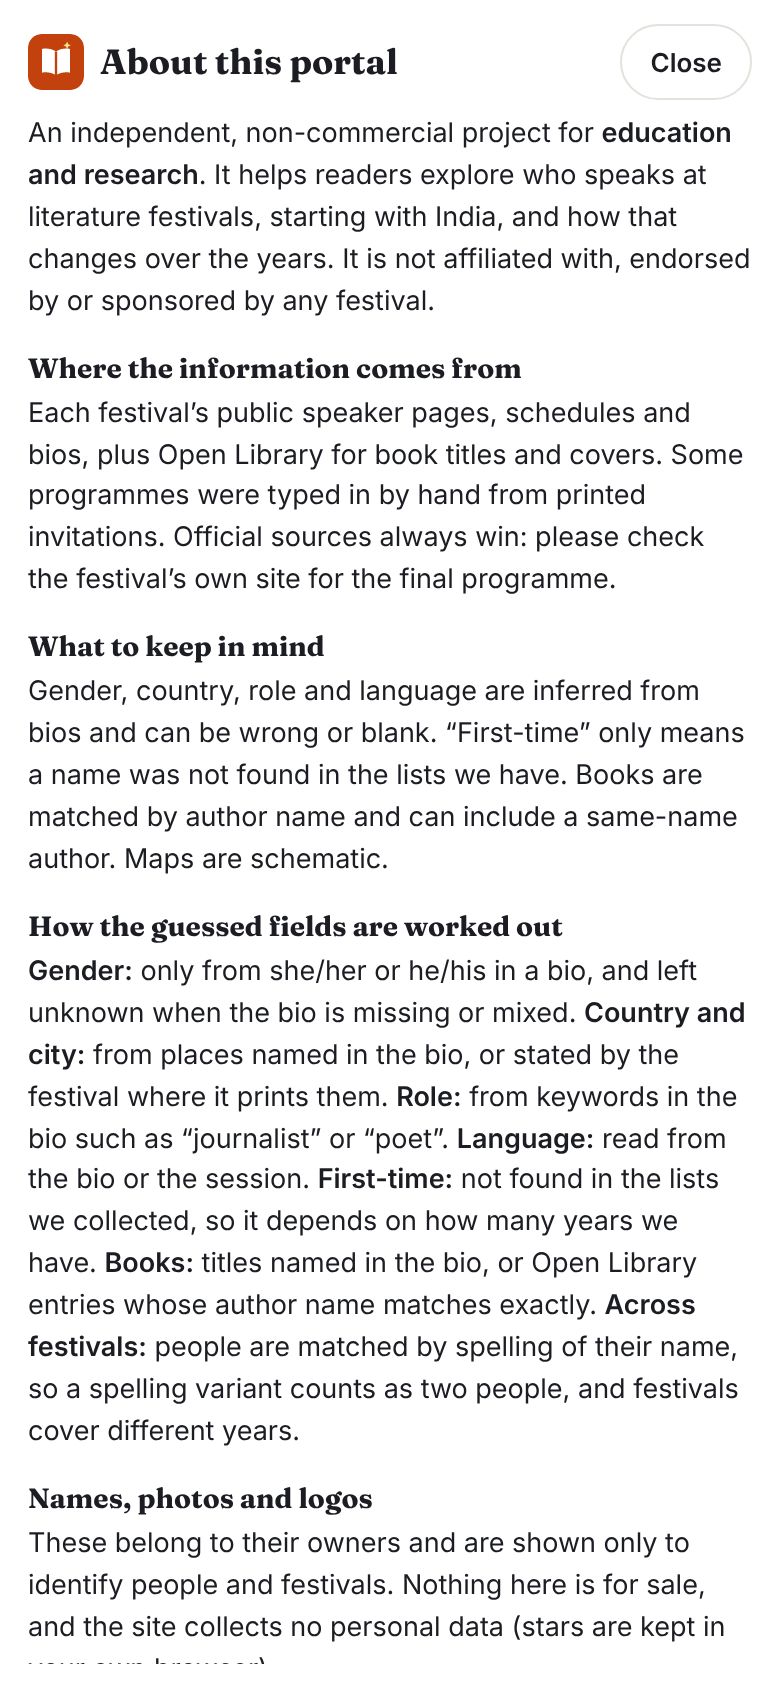 About this portal
Close
An independent, non-commercial project for education
and research. It helps readers explore who speaks at
literature festivals, starting with India, and how that
changes over the years. It is not affiliated with, endorsed
by or sponsored by any festival.
Where the information comes from
Each festival’s public speaker pages, schedules and
bios, plus Open Library for book titles and covers. Some
programmes were typed in by hand from printed
invitations. Official sources always win: please check
the festival’s own site for the final programme.
What to keep in mind
Gender, country, role and language are inferred from
bios and can be wrong or blank. “First-time” only means
a name was not found in the lists we have. Books are
matched by author name and can include a same-name
author. Maps are schematic.
How the guessed fields are worked out
Gender: only from she/her or he/his in a bio, and left
unknown when the bio is missing or mixed. Country and
city: from places named in the bio, or stated by the
festival where it prints them. Role: from keywords in the
bio such as “journalist” or “poet”. Language: read from
the bio or the session. First-time: not found in the lists
we collected, so it depends on how many years we
have. Books: titles named in the bio, or Open Library
entries whose author name matches exactly. Across
festivals: people are matched by spelling of their name,
so a spelling variant counts as two people, and festivals
cover different years.
Names, photos and logos
These belong to their owners and are shown only to
identify people and festivals. Nothing here is for sale,
and the site collects no personal data (stars are kept in